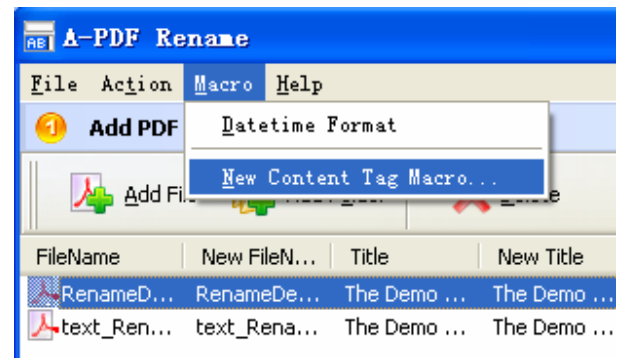 A-PDF Rename
File Action Macro Help
1 Add PDF
Datetime Format
New Content Tag Macro...
Add Fi
FileName New FileN... Title New Title
RenameD... RenameDe... The Demo ... The Demo ...
text_Ren... text_Rena... The Demo ... The Demo ...